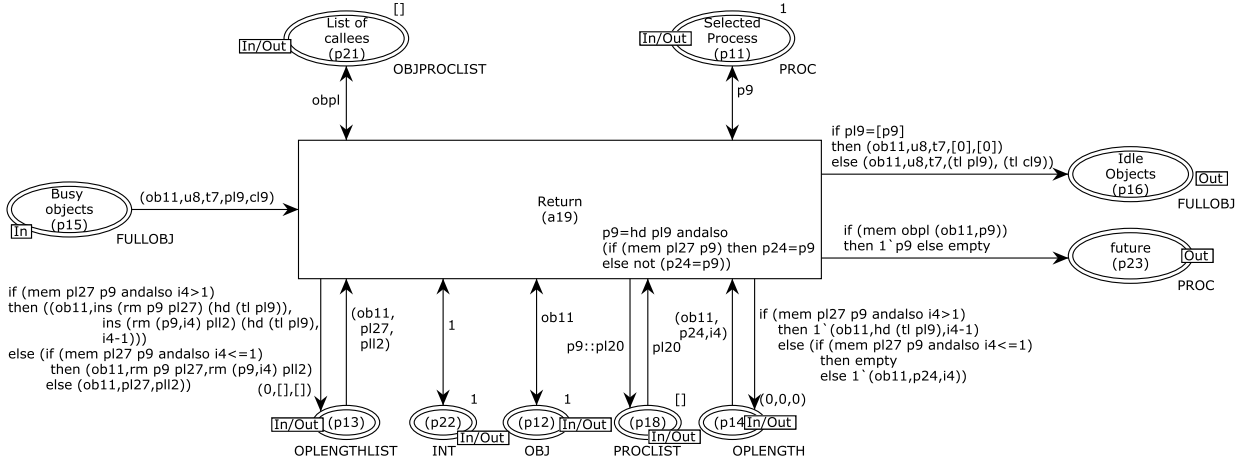 List of
callees
(p21)
[]
In/Out
OBJPROCLIST
obpl
Selected
Process
(p11)
1
In/Out
PROC
p9
Busy
objects
(p15)
In
FULLOBJ
(ob11,u8,t7,pl9,cl9)
Return
(a19)
p9=hd pl9 andalso
(if (mem pl27 p9) then p24=p9
else not (p24=p9))
if pl9=[p9]
then (ob11,u8,t7,[0],[0])
else (ob11,u8,t7,(tl pl9), (tl cl9))
Idle
Objects
(p16)
Out
FULLOBJ
if (mem obpl (ob11,p9))
then 1`p9 else empty
future
(p23)
Out
PROC
if (mem pl27 p9 andalso i4>1)
then ((ob11,ins (rm p9 pl27) (hd (tl pl9)),
ins (rm (p9,i4) pll2) (hd (tl pl9),
i4-1)))
else (if (mem pl27 p9 andalso i4<=1)
then (ob11,rm p9 pl27,rm (p9,i4) pll2)
else (ob11,pl27,pll2))
(ob11,
pl27,
pll2)
(0,[],[])
In/Out
(p13)
OPLENGTHLIST
1
1
(p22)
In/Out
INT
ob11
1
(p12)
In/Out
OBJ
p9::pl20
pl20
[]
(p18)
In/Out
PROCLIST
(ob11,
p24,i4)
if (mem pl27 p9 andalso i4>1)
then 1`(ob11,hd (tl pl9),i4-1)
else (if (mem pl27 p9 andalso i4<=1)
then empty
else 1`(ob11,p24,i4))
(0,0,0)
(p14
In/Out
OPLENGTH